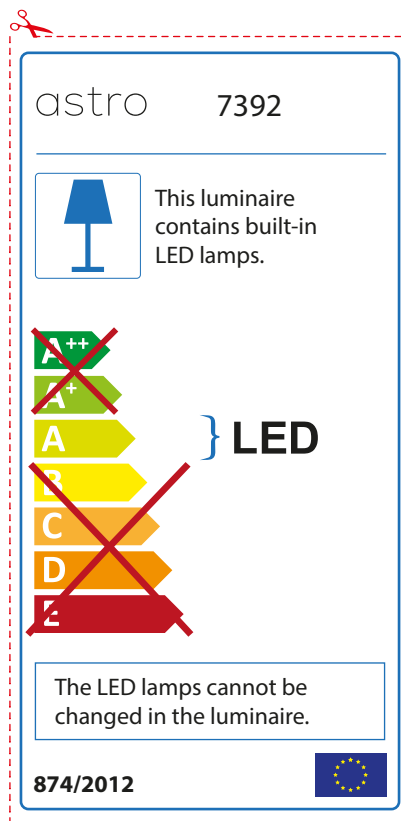 astro 7392
This luminaire
contains built-in
LED lamps.
A++
A+
A
B
C
D
E
} LED
The LED lamps cannot be
changed in the luminaire.
874/2012